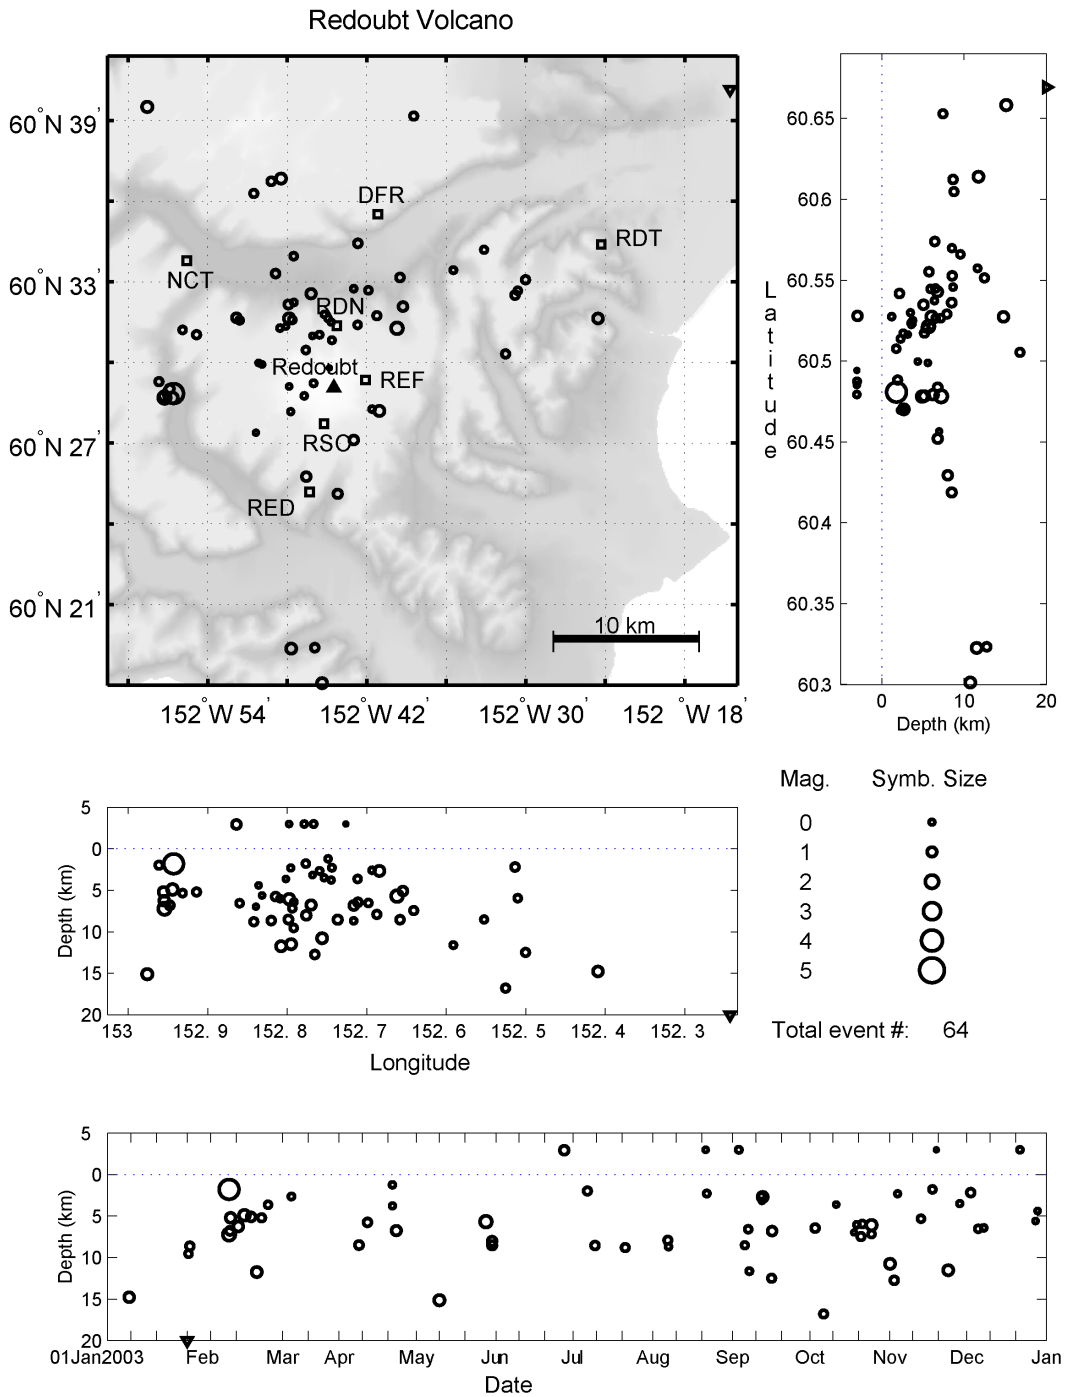 Redoubt Volcano
60°N 39'
60°N 33'
60°N 27'
60°N 21'
152°W 54'
152°W 42'
152°W 30'
152°W 18'
DFR
RDT
NCT
RDN
Redoubt
REF
RSO
RED
10 km
60.65
60.6
60.55
60.5
60.45
60.4
60.35
603
Latitude
0 10 20
Depth (km)
5
0
5
10
15
20
Depth (km)
153 152. 9 152. 8 152. 7 152. 6 152. 5 152. 4 152. 3
Longitude
Mag. Symb. Size
0
1
2
3
4
5
Total event #: 64
5
0
5
10
15
20
Depth (km)
01Jan2003 Feb Mar Apr May Jun Jul Aug Sep Oct Nov Dec Jan
Date